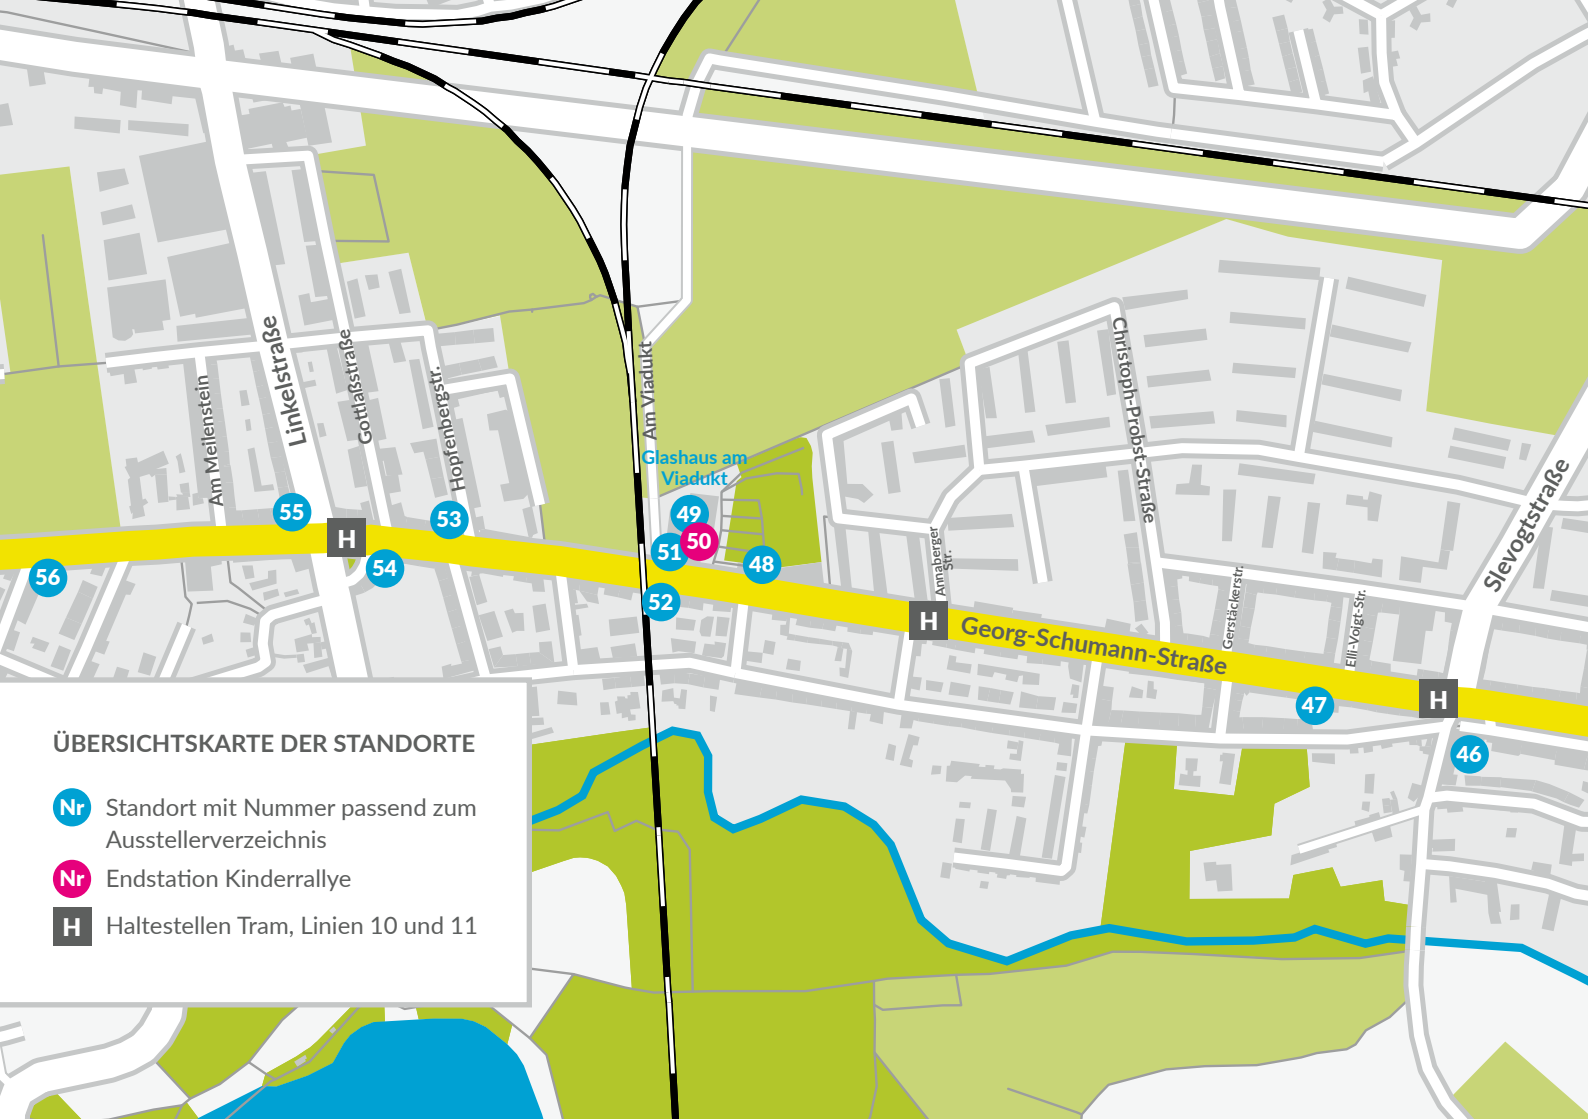 Linkelstraße
Gottlaßstraße
Am Meilenstein
Hopfenbergstr.
Am Viadukt
Christoph-Probst-Straße
Slevogtstraße
Glashaus am
Viadukt
55
53
49
50
51
48
H
54
56
52
Annaberger
Str.
Gerstäckerstr.
Elli-Voigt-Str.
H
Georg-Schumann-Straße
47
H
46
ÜBERSICHTSKARTE DER STANDORTE
Nr Standort mit Nummer passend zum
Ausstellerverzeichnis
Nr Endstation Kinderrallye
H Haltestellen Tram, Linien 10 und 11